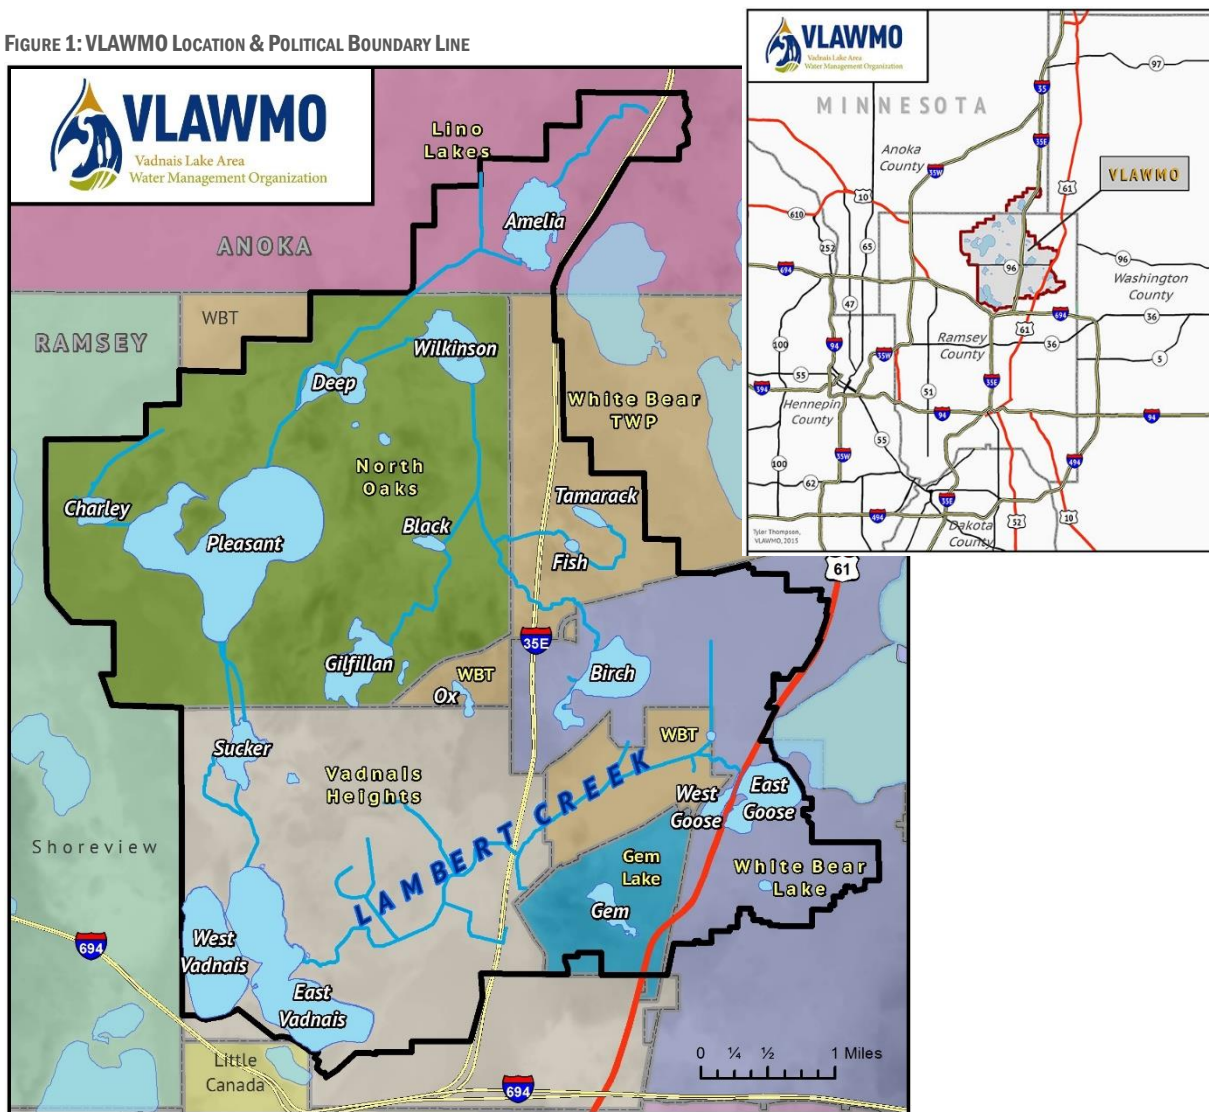 FIGURE 1: VLAWMO LOCATION & POLITICAL BOUNDARY LINE
VLAWMO
Vadnais Lake Area
Water Management Organization
Lino
Lakes
Amelia
ANOKA
RAMSEY
WBT
Wilkinson
Deep
White Bear
TWP
North
Oaks
Charley
Tamarack
Black
Pleasant
Fish
61
35E
Gilfillan
WBT
Birch
Ox
Sucker
WBT
Vadnais
Heights
West
Goose
East
Goose
LAMBERT CREEK
Shoreview
Gem
Lake
White Bear
Lake
Gem
West
Vadnais
694
East
Vadnais
0 ¼ ½ 1 Miles
Little
Canada
694
VLAWMO
Vadnais Lake Area
Water Management Organization
97
MINNESOTA
35
35E
Anoka
County
35W
VLAWMO
61
10
610
252
65
96
96
694
Washington
County
47
61
694
36
Ramsey
County
36
100
94
35W
5
55
35E
394
51
Hennepin
County
94
94
55
35W
100
494
62
35E
494
52
10
Dakota
County
Tyler Thompson,
VLAWMO, 2015